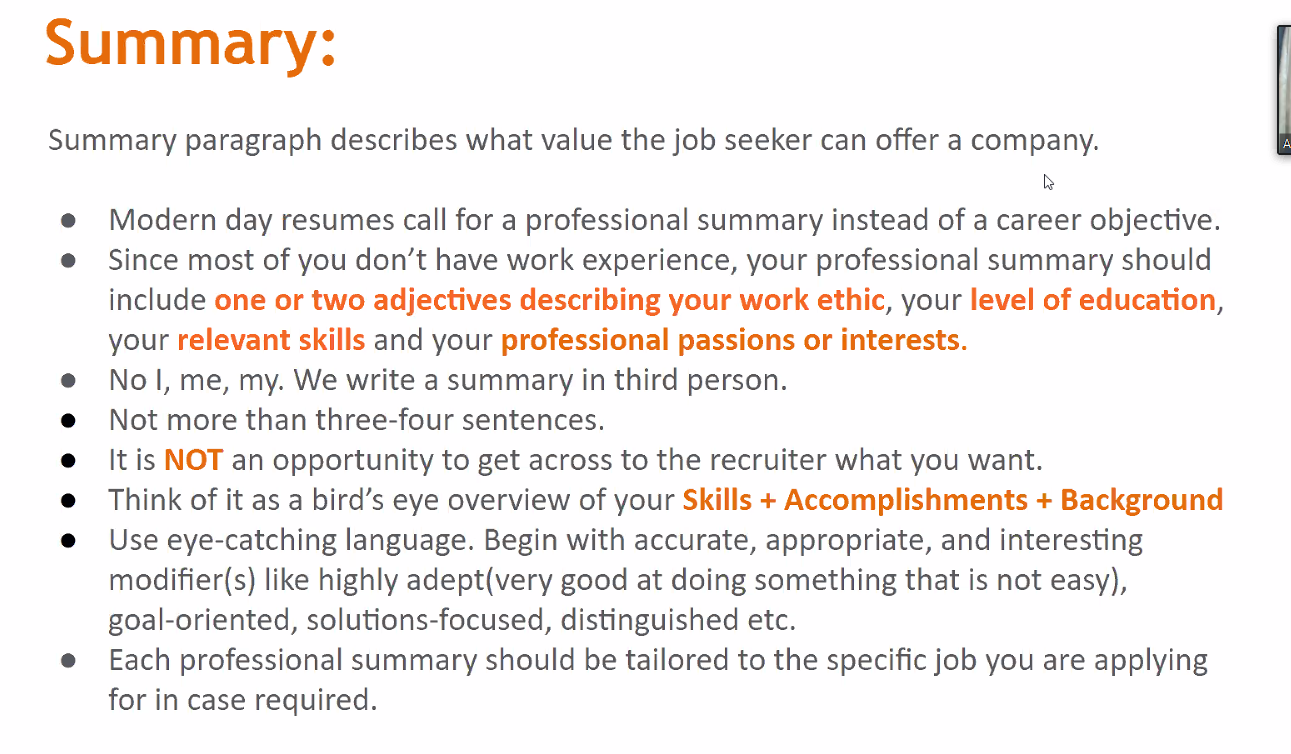 Summary:
Summary paragraph describes what value the job seeker can offer a company.
● Modern day resumes call for a professional summary instead of a career objective.
● Since most of you don’t have work experience, your professional summary should
include one or two adjectives describing your work ethic, your level of education,
your relevant skills and your professional passions or interests.
● No I, me, my. We write a summary in third person.
● Not more than three-four sentences.
● It is NOT an opportunity to get across to the recruiter what you want.
● Think of it as a bird’s eye overview of your Skills + Accomplishments + Background
● Use eye-catching language. Begin with accurate, appropriate, and interesting
modifier(s) like highly adept(very good at doing something that is not easy),
goal-oriented, solutions-focused, distinguished etc.
● Each professional summary should be tailored to the specific job you are applying
for in case required.
A